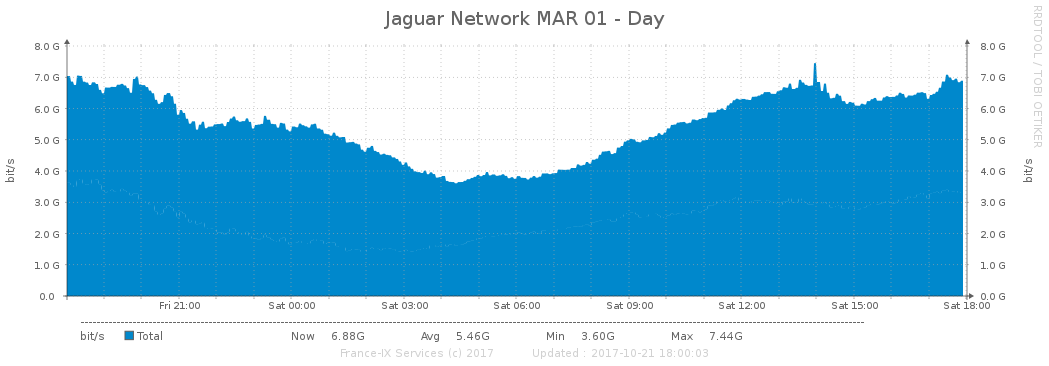 Jaguar Network MAR 01 - Day
RRDTOOL / TOBI OETIKER
bit/s
bit/s
8.0 G 8.0 G
7.0 G 7.0 G
6.0 G 6.0 G
5.0 G 5.0 G
4.0 G 4.0 G
3.0 G 3.0 G
2.0 G 2.0 G
1.0 G 1.0 G
0.0 0.0 G
Fri 21:00 Sat 00:00 Sat 03:00 Sat 06:00 Sat 09:00 Sat 12:00 Sat 15:00 Sat 18:00
bit/s Total Now 6.88G Avg 5.46G Min 3.60G Max 7.44G
France-IX Services (c) 2017 Updated : 2017-10-21 18:00:03